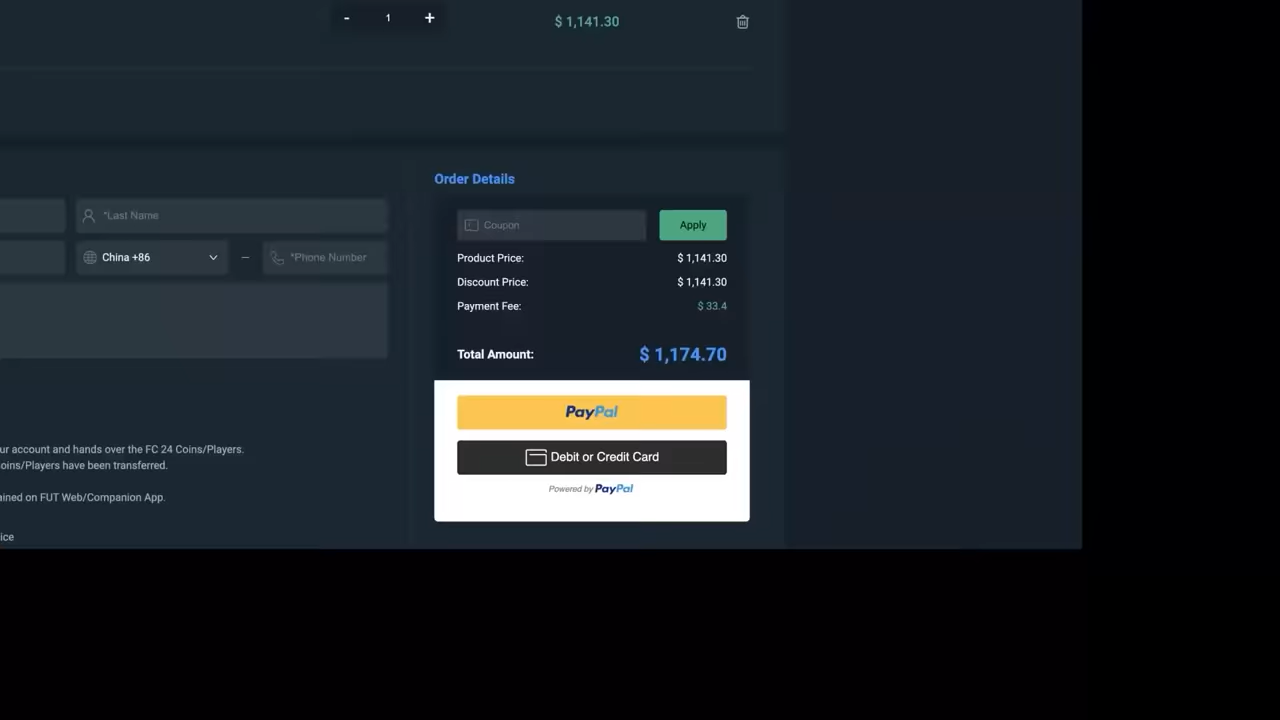 - 1 +
$ 1,141.30
Order Details
*Last Name
Coupon
Apply
China +86
–
*Phone Number
Product Price: $ 1,141.30
Discount Price: $ 1,141.30
Payment Fee: $ 33.4
Total Amount: $ 1,174.70
PayPal
Debit or Credit Card
Powered by PayPal
ur account and hands over the FC 24 Coins/Players.
oins/Players have been transferred.
ained on FUT Web/Companion App.
ice